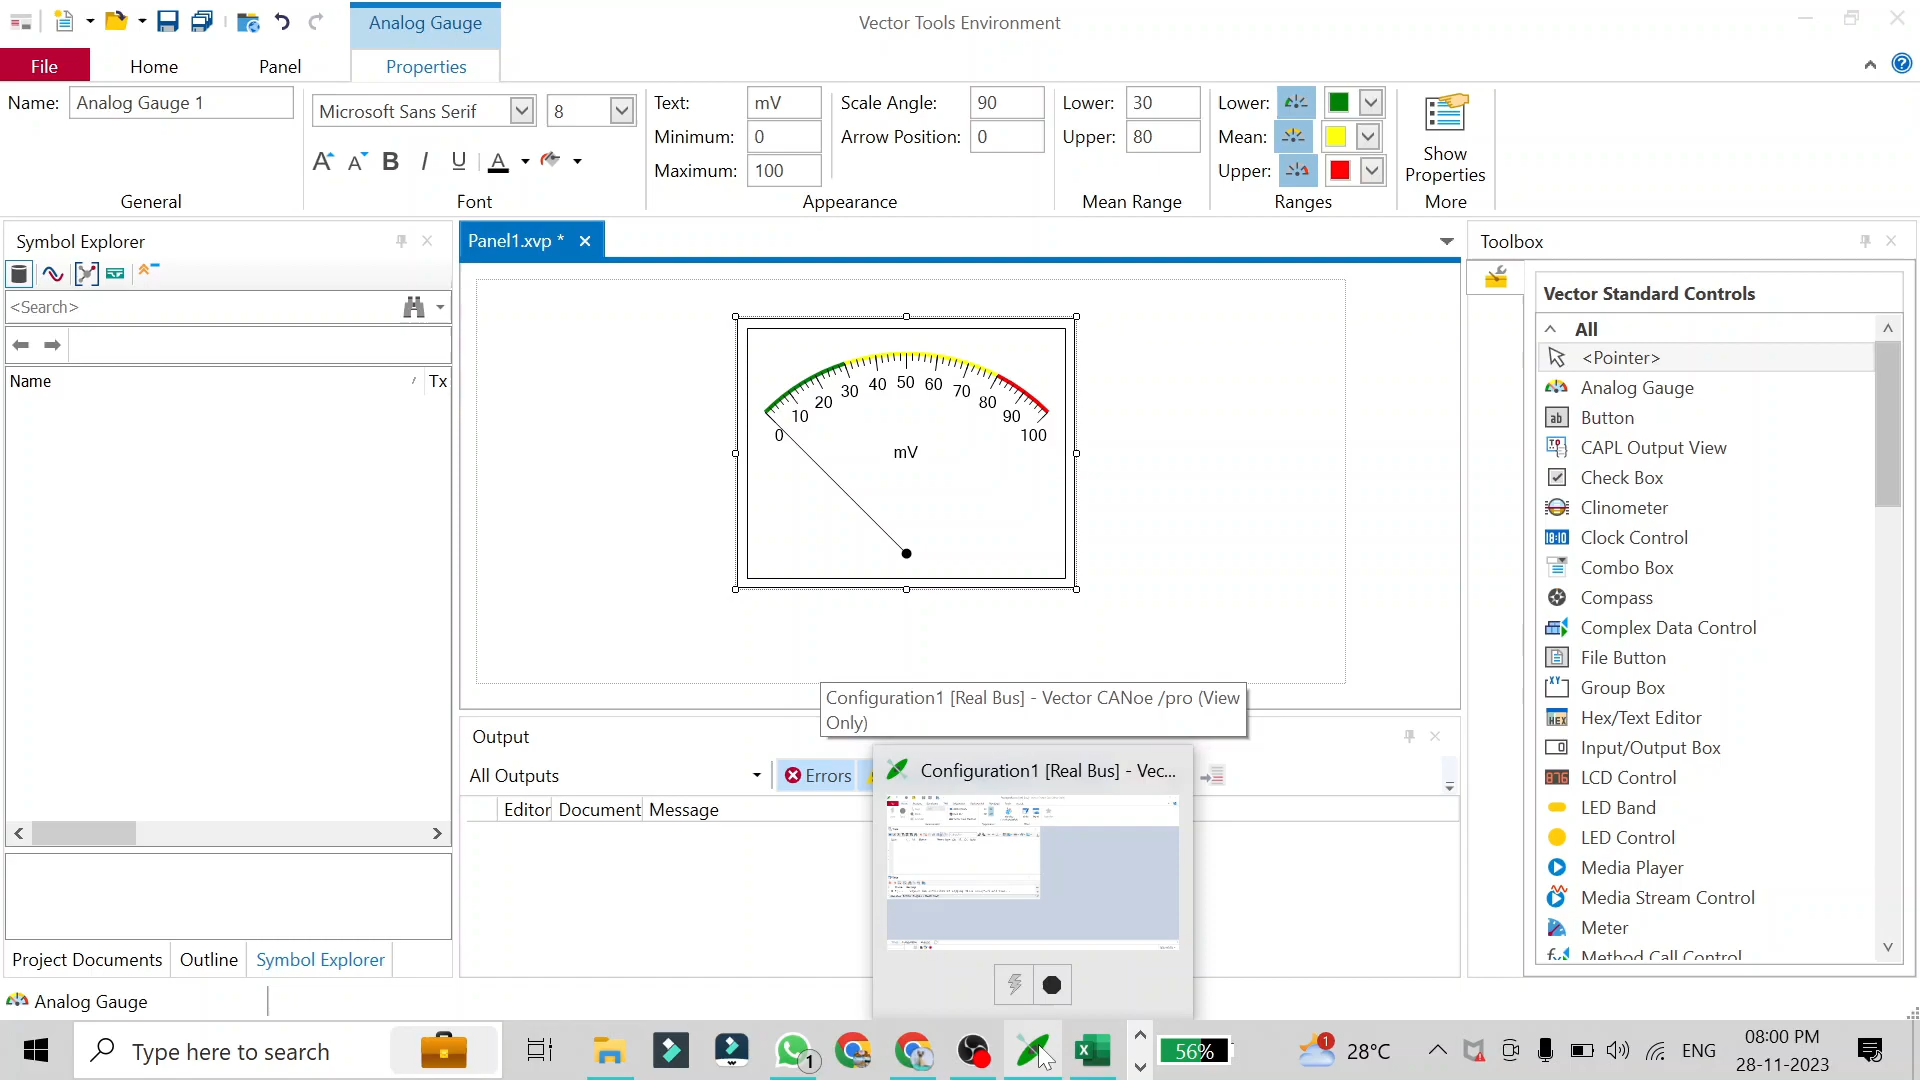 Analog Gauge
Vector Tools Environment
File
Home
Panel
Properties
Name:
Analog Gauge 1
Microsoft Sans Serif
8
Text:
mV
Scale Angle:
90
Lower:
30
Lower:
Minimum:
0
Arrow Position:
0
Upper:
80
Mean:
Maximum:
100
Upper:
A A B I U A
Show
Properties
General
Font
Appearance
Mean Range
Ranges
More
Symbol Explorer
Panel1.xvp *
Toolbox
<Search>
Name
Tx
0
10
20
30
40
50
60
70
80
90
100
mV
Vector Standard Controls
All
<Pointer>
Analog Gauge
Button
CAPL Output View
Check Box
Clinometer
Clock Control
Combo Box
Compass
Complex Data Control
File Button
Group Box
Hex/Text Editor
Input/Output Box
LCD Control
LED Band
LED Control
Media Player
Media Stream Control
Meter
Method Call Control
Configuration1 [Real Bus] - Vector CANoe /pro (View
Only)
Output
All Outputs
Errors
Configuration1 [Real Bus] - Vec...
Editor
Document
Message
Project Documents
Outline
Symbol Explorer
Analog Gauge
Type here to search
1
56%
1
28°C
ENG
08:00 PM
28-11-2023